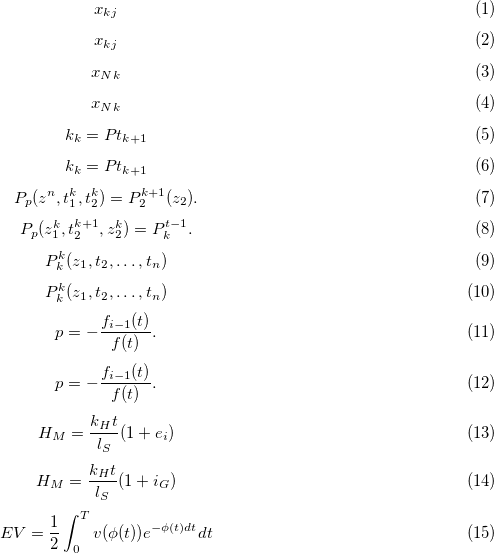 x_{kj} (1)
x_{kj} (2)
x_{Nk} (3)
x_{Nk} (4)
k_k = Pt_{k+1} (5)
k_k = Pt_{k+1} (6)
P_p(z^n, t_1^k, t_2^k) = P_2^{k+1}(z_2). (7)
P_p(z_1^k, t_2^{k+1}, z_2^k) = P_k^{t-1}. (8)
P_k^k(z_1, t_2, \ldots, t_n) (9)
P_k^k(z_1, t_2, \ldots, t_n) (10)
p = -\frac{f_{i-1}(t)}{f(t)}. (11)
p = -\frac{f_{i-1}(t)}{f(t)}. (12)
H_M = \frac{k_H t}{l_S}(1 + e_i) (13)
H_M = \frac{k_H t}{l_S}(1 + i_G) (14)
EV = \frac{1}{2} \int_0^T v(\phi(t))e^{-\phi(t)dt} dt (15)